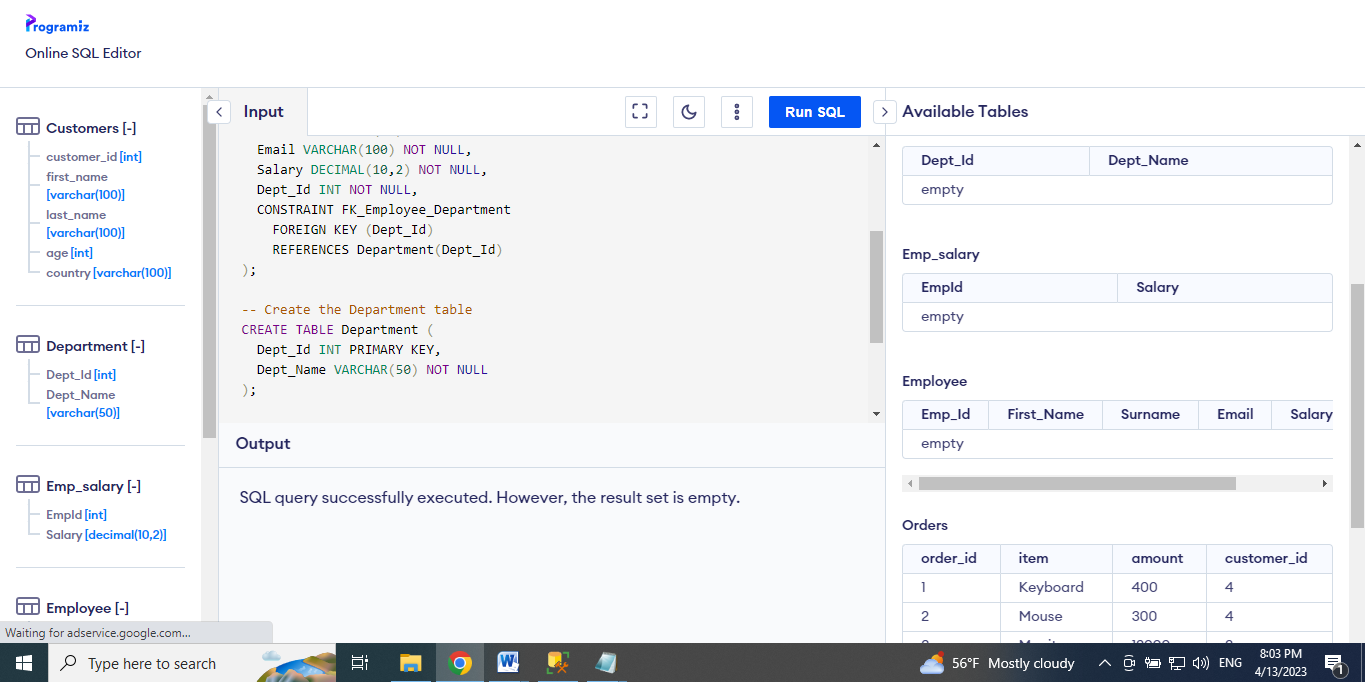 Programiz
Online SQL Editor
Customers [-]
customer_id [int]
first_name
[varchar(100)]
last_name
[varchar(100)]
age [int]
country [varchar(100)]
Department [-]
Dept_Id [int]
Dept_Name
[varchar(50)]
Emp_salary [-]
EmpId [int]
Salary [decimal(10,2)]
Employee [-]
Waiting for adservice.google.com...
Input
Run SQL
Email VARCHAR(100) NOT NULL,
Salary DECIMAL(10,2) NOT NULL,
Dept_Id INT NOT NULL,
CONSTRAINT FK_Employee_Department
FOREIGN KEY (Dept_Id)
REFERENCES Department(Dept_Id)
);
-- Create the Department table
CREATE TABLE Department (
Dept_Id INT PRIMARY KEY,
Dept_Name VARCHAR(50) NOT NULL
);
Output
SQL query successfully executed. However, the result set is empty.
Available Tables
Dept_Id Dept_Name
empty
Emp_salary
EmpId Salary
empty
Employee
Emp_Id First_Name Surname Email Salary
empty
Orders
order_id item amount customer_id
1 Keyboard 400 4
2 Mouse 300 4
Type here to search
56°F Mostly cloudy
ENG
8:03 PM
4/13/2023
1